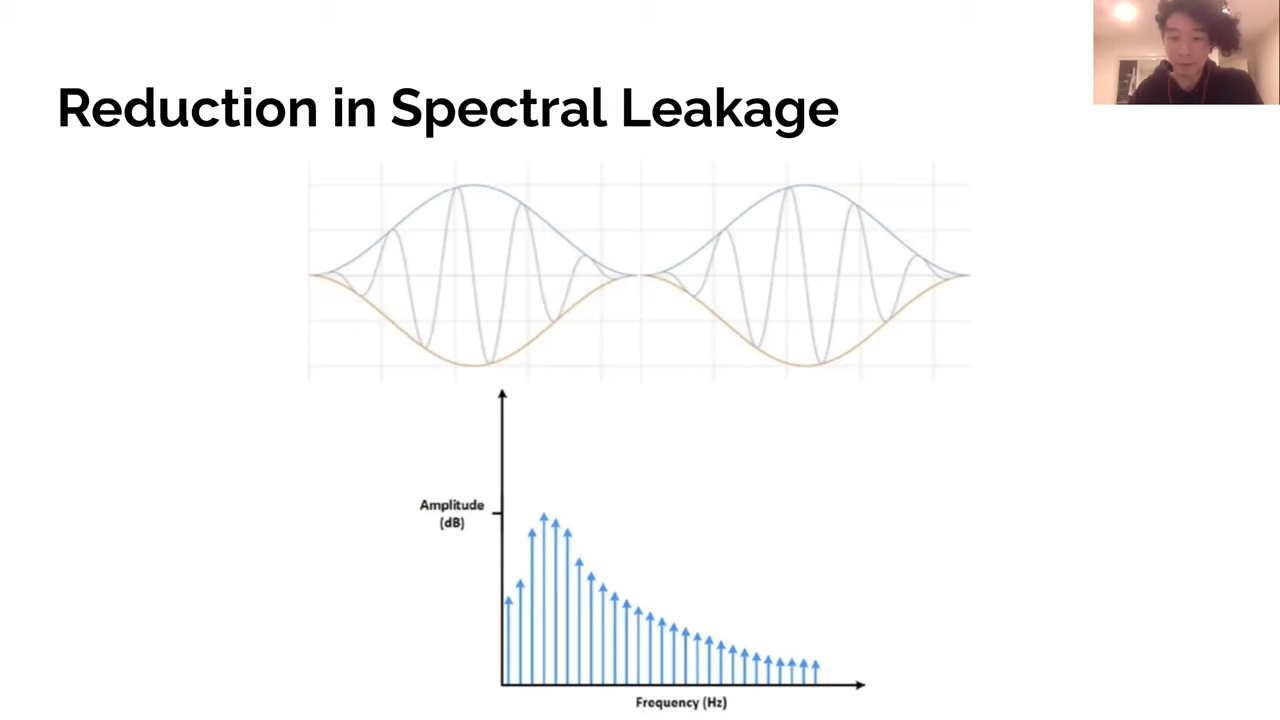 Reduction in Spectral Leakage
Amplitude
(dB)
Frequency (Hz)